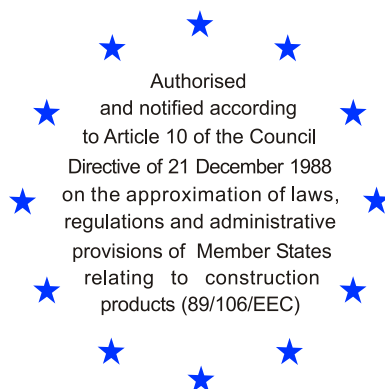 Authorised
and notified according
to Article 10 of the Council
Directive of 21 December 1988
on the approximation of laws,
regulations and administrative
provisions of Member States
relating to construction
products (89/106/EEC)